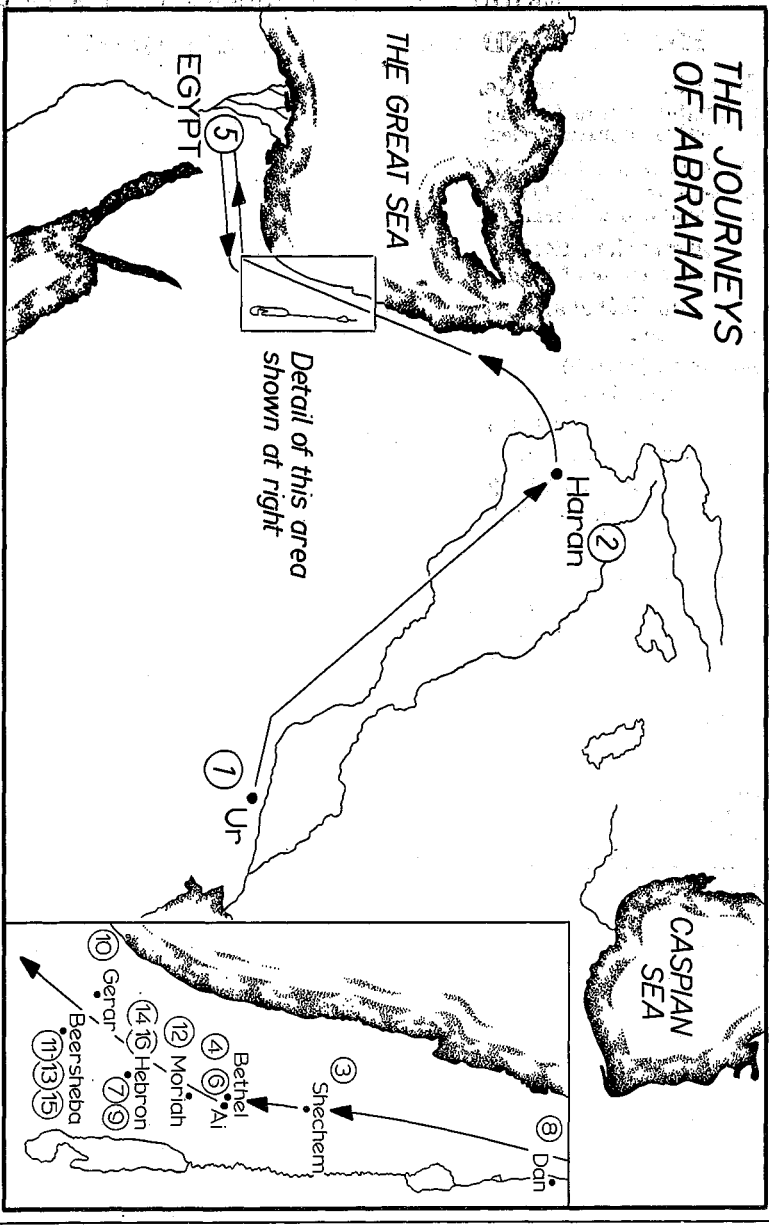 THE JOURNEYS
OF ABRAHAM
THE GREAT SEA
EGYPT
5
Haran
2
Detail of this area
shown at right
1
Ur
CASPIAN
SEA
8
Dan
3
Shechem
Bethel
4 6
Ai
12 Moriah
14 16 Hebron
7 9
10 Gerar
Beersheba
11 13 15